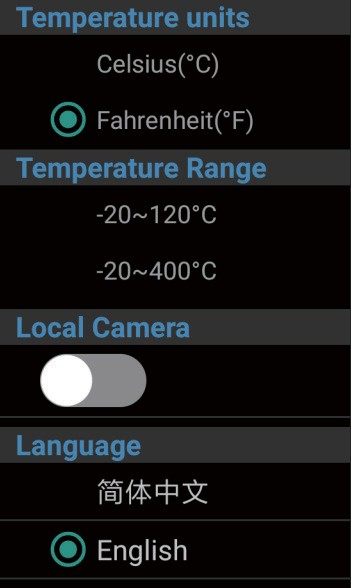 Temperature units
Celsius(°C)
Fahrenheit(°F)
Temperature Range
-20~120°C
-20~400°C
Local Camera
Language
简体中文
English